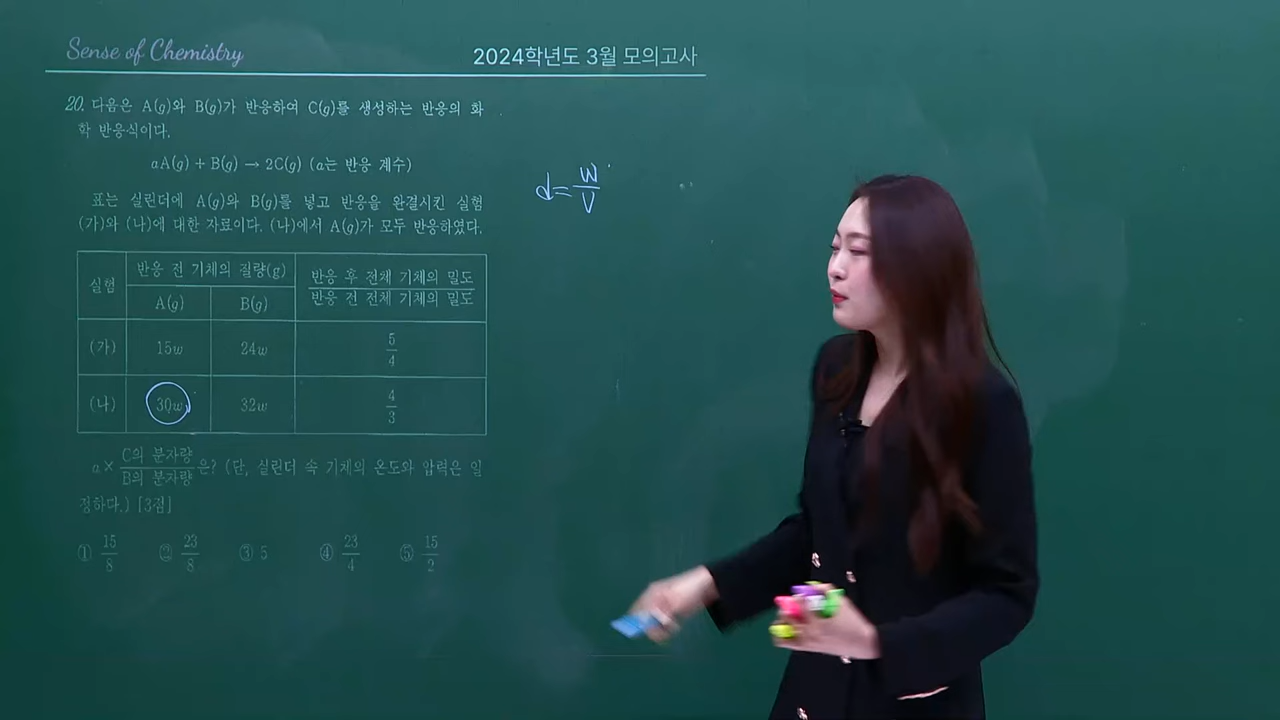 Sense of Chemistry
2024학년도 3월 모의고사
20. 다음은 A(g)와 B(g)가 반응하여 C(g)를 생성하는 반응의 화
학 반응식이다.
aA(g) + B(g) → 2C(g) (a는 반응 계수)
표는 실린더에 A(g)와 B(g)를 넣고 반응을 완결시킨 실험
(가)와 (나)에 대한 자료이다. (나)에서 A(g)가 모두 반응하였다.
실험 반응 전 기체의 질량(g) 반응 후 전체 기체의 밀도
반응 전 전체 기체의 밀도
A(g) B(g)
(가) 15w 24w 5/4
(나) 30w 32w 4/3
a × C의 분자량/B의 분자량 은? (단, 실린더 속 기체의 온도와 압력은 일
정하다.) [3점]
① 15/8 ② 23/8 ③ 5 ④ 23/4 ⑤ 15/2
d = W/V